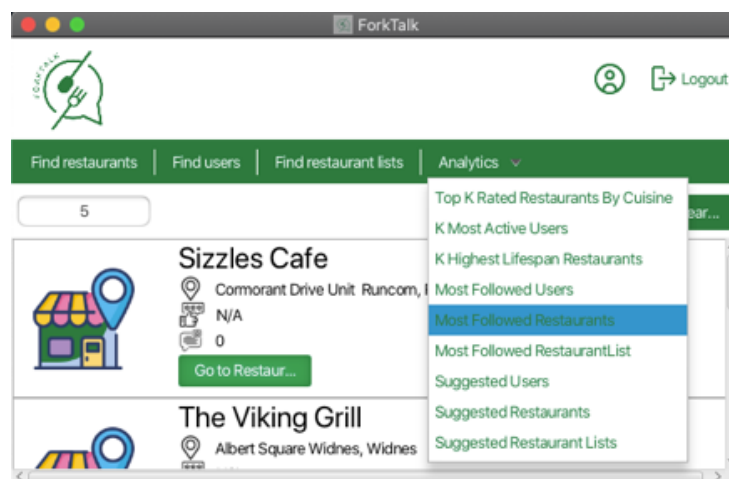 ForkTalk
FORKTALK
Logout
Find restaurants
Find users
Find restaurant lists
Analytics
5
ear...
Top K Rated Restaurants By Cuisine
K Most Active Users
K Highest Lifespan Restaurants
Most Followed Users
Most Followed Restaurants
Most Followed RestaurantList
Suggested Users
Suggested Restaurants
Suggested Restaurant Lists
Sizzles Cafe
Cormorant Drive Unit Runcorn,
N/A
0
Go to Restaur...
The Viking Grill
Albert Square Widnes, Widnes